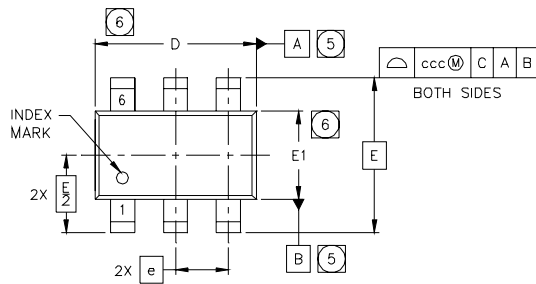 6
D
A 5
⌓ ccc Ⓜ C A B
BOTH SIDES
6
INDEX
MARK
6
E1
E
2X E/2
1
B 5
2X e